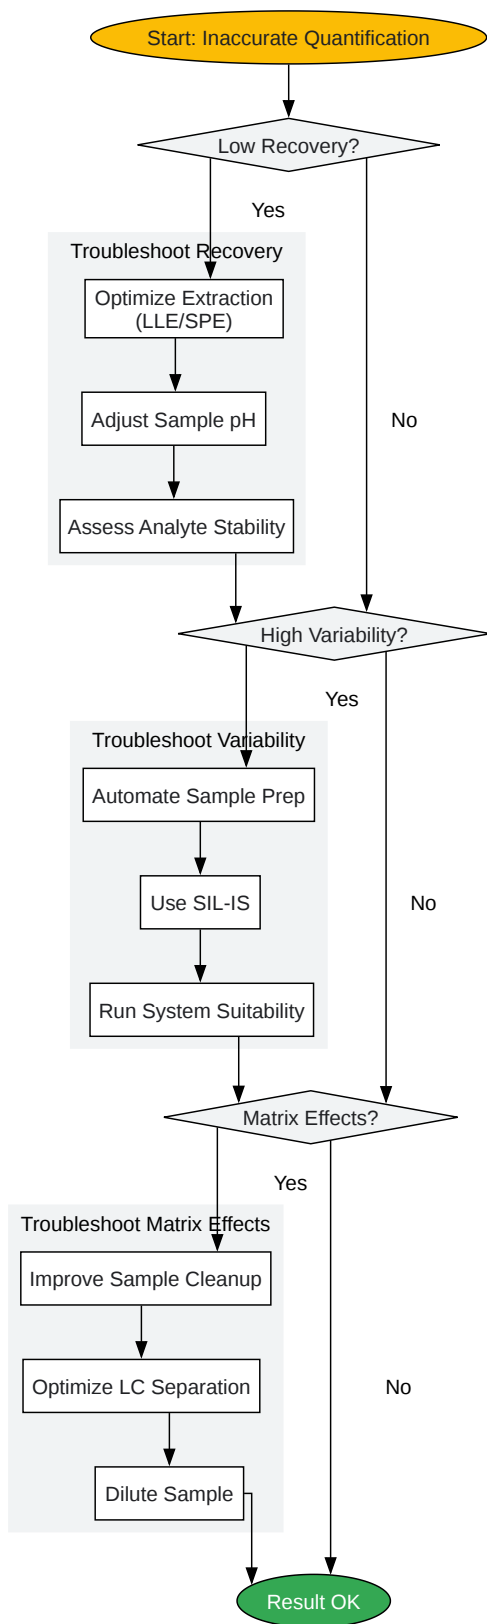 Start: Inaccurate Quantification
Low Recovery?
Yes
Troubleshoot Recovery
Optimize Extraction
(LLE/SPE)
Adjust Sample pH
No
Assess Analyte Stability
High Variability?
Yes
Troubleshoot Variability
Automate Sample Prep
Use SIL-IS
No
Run System Suitability
Matrix Effects?
Yes
Troubleshoot Matrix Effects
Improve Sample Cleanup
Optimize LC Separation
No
Dilute Sample
Result OK